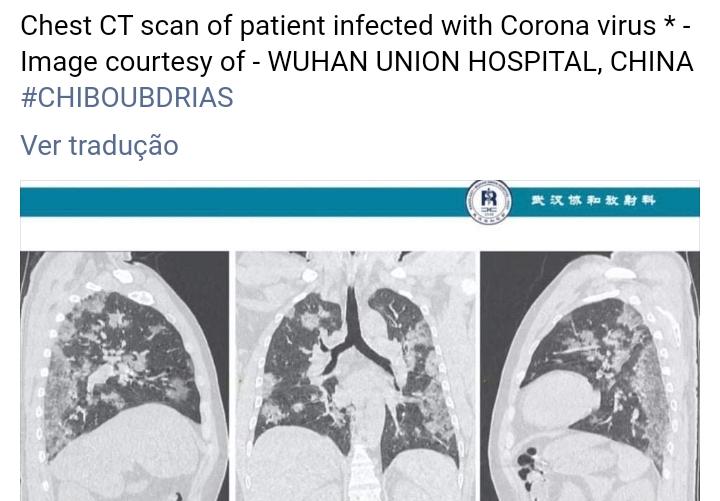 Chest CT scan of patient infected with Corona virus * -
Image courtesy of - WUHAN UNION HOSPITAL, CHINA
#CHIBOUBDRIAS
Ver tradução
武汉协和放射科